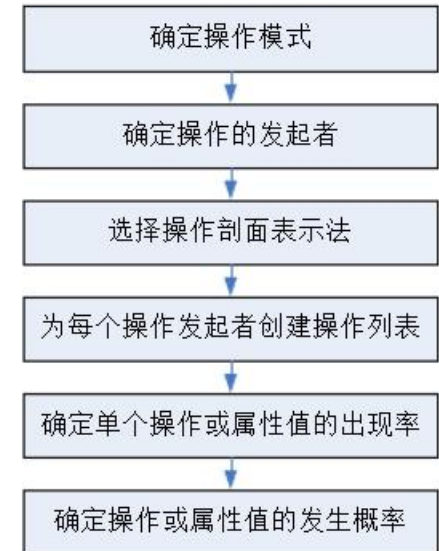 确定操作模式
确定操作的发起者
选择操作剖面表示法
为每个操作发起者创建操作列表
确定单个操作或属性值的出现率
确定操作或属性值的发生概率